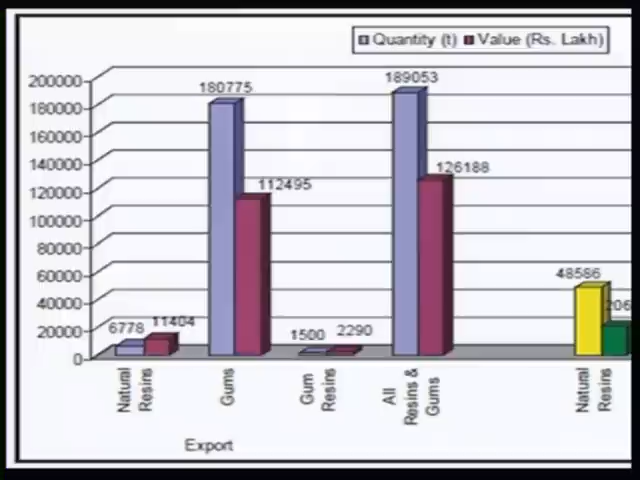 Quantity (t) Value (Rs. Lakh)
200000
180000
160000
140000
120000
100000
80000
60000
40000
20000
0
6778
11404
180775
112495
1500
2290
189053
126188
48586
Natural
Resins
Gums
Gum
Resins
All
Resins &
Gums
Natural
Resins
Export